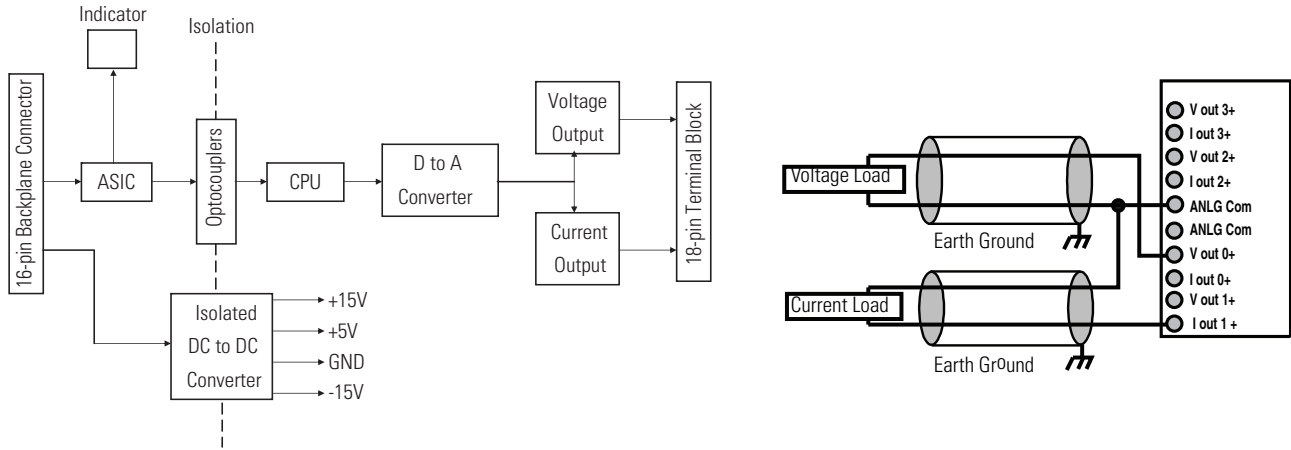 Indicator
Isolation
16-pin Backplane Connector
ASIC
Optocouplers
CPU
D to A
Converter
Voltage
Output
Current
Output
18-pin Terminal Block
Isolated
DC to DC
Converter
+15V
+5V
GND
-15V
Voltage Load
Earth Ground
Current Load
Earth Ground
V out 3+
I out 3+
V out 2+
I out 2+
ANLG Com
ANLG Com
V out 0+
I out 0+
V out 1+
I out 1 +